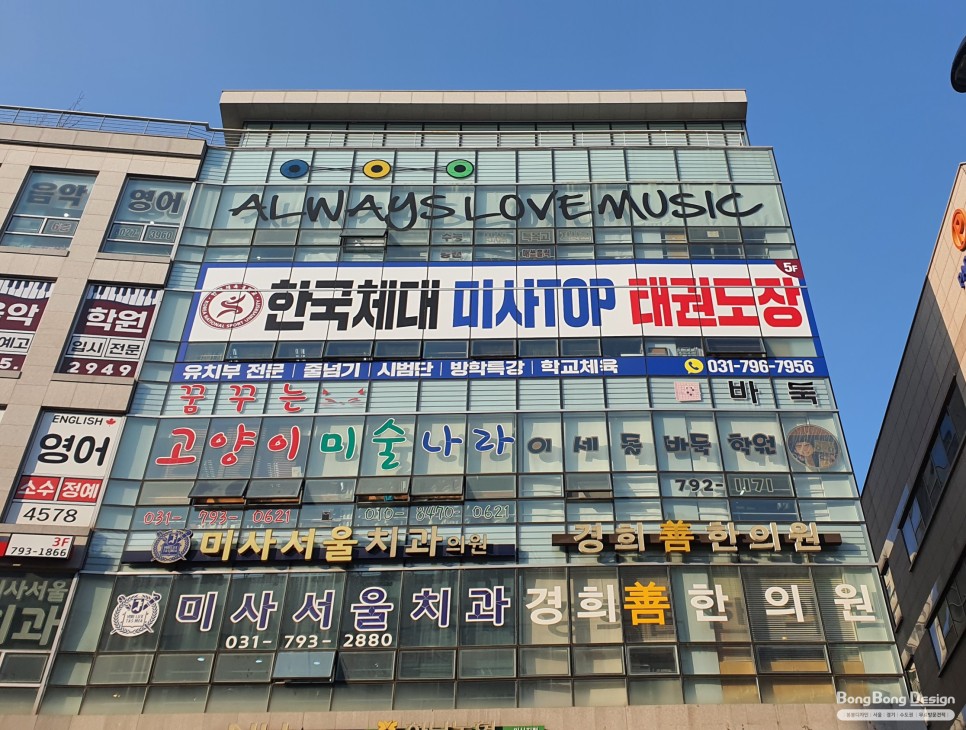 음악
영어
ALWAYS LOVE MUSIC
5F
한국체대 미사TOP 태권도장
유치부 전문 | 줄넘기 | 시범단 | 방학특강 | 학교체육
031-796-7956
음악
예고
5.
학원
입시 전문
2949
꿈꾸는
고양이미술나라
031-793-0621
010-8470-0621
바둑
이세돌 바둑 학원
792-1171
ENGLISH
영어
소수정예
4578
3F
793-1866
치과
미사서울치과의원
경희善한의원
미사서울치과
031-793-2880
경희善한의원
BongBong Design